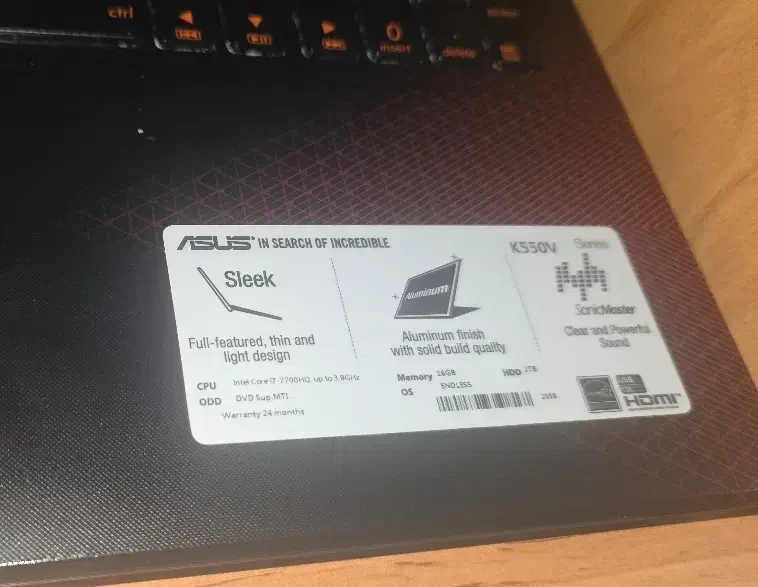 ctrl
insert
delete
enter
ASUS IN SEARCH OF INCREDIBLE
K550V Series
Sleek
Full-featured, thin and
light design
Aluminum
Aluminum finish
with solid build quality
SonicMaster
Clear and Powerful
Sound
CPU Intel Core i7-7700HQ, up to 3.8GHz
ODD DVD Sup MTI
Warranty 24 months
Memory 16GB
HDD 2TB
OS ENDLESS
HDMI